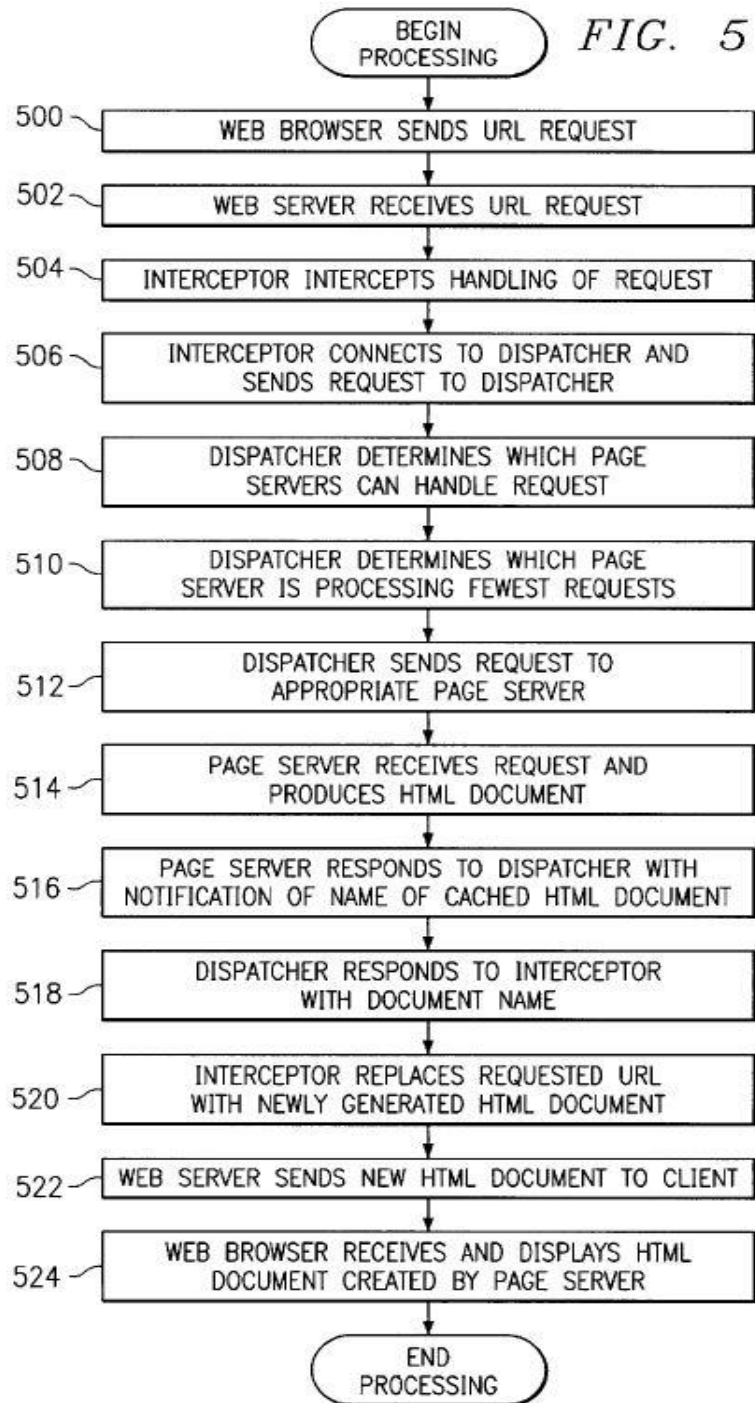 BEGIN
PROCESSING
FIG. 5
500
WEB BROWSER SENDS URL REQUEST
502
WEB SERVER RECEIVES URL REQUEST
504
INTERCEPTOR INTERCEPTS HANDLING OF REQUEST
506
INTERCEPTOR CONNECTS TO DISPATCHER AND
SENDS REQUEST TO DISPATCHER
508
DISPATCHER DETERMINES WHICH PAGE
SERVERS CAN HANDLE REQUEST
510
DISPATCHER DETERMINES WHICH PAGE
SERVER IS PROCESSING FEWEST REQUESTS
512
DISPATCHER SENDS REQUEST TO
APPROPRIATE PAGE SERVER
514
PAGE SERVER RECEIVES REQUEST AND
PRODUCES HTML DOCUMENT
516
PAGE SERVER RESPONDS TO DISPATCHER WITH
NOTIFICATION OF NAME OF CACHED HTML DOCUMENT
518
DISPATCHER RESPONDS TO INTERCEPTOR
WITH DOCUMENT NAME
520
INTERCEPTOR REPLACES REQUESTED URL
WITH NEWLY GENERATED HTML DOCUMENT
522
WEB SERVER SENDS NEW HTML DOCUMENT TO CLIENT
524
WEB BROWSER RECEIVES AND DISPLAYS HTML
DOCUMENT CREATED BY PAGE SERVER
END
PROCESSING